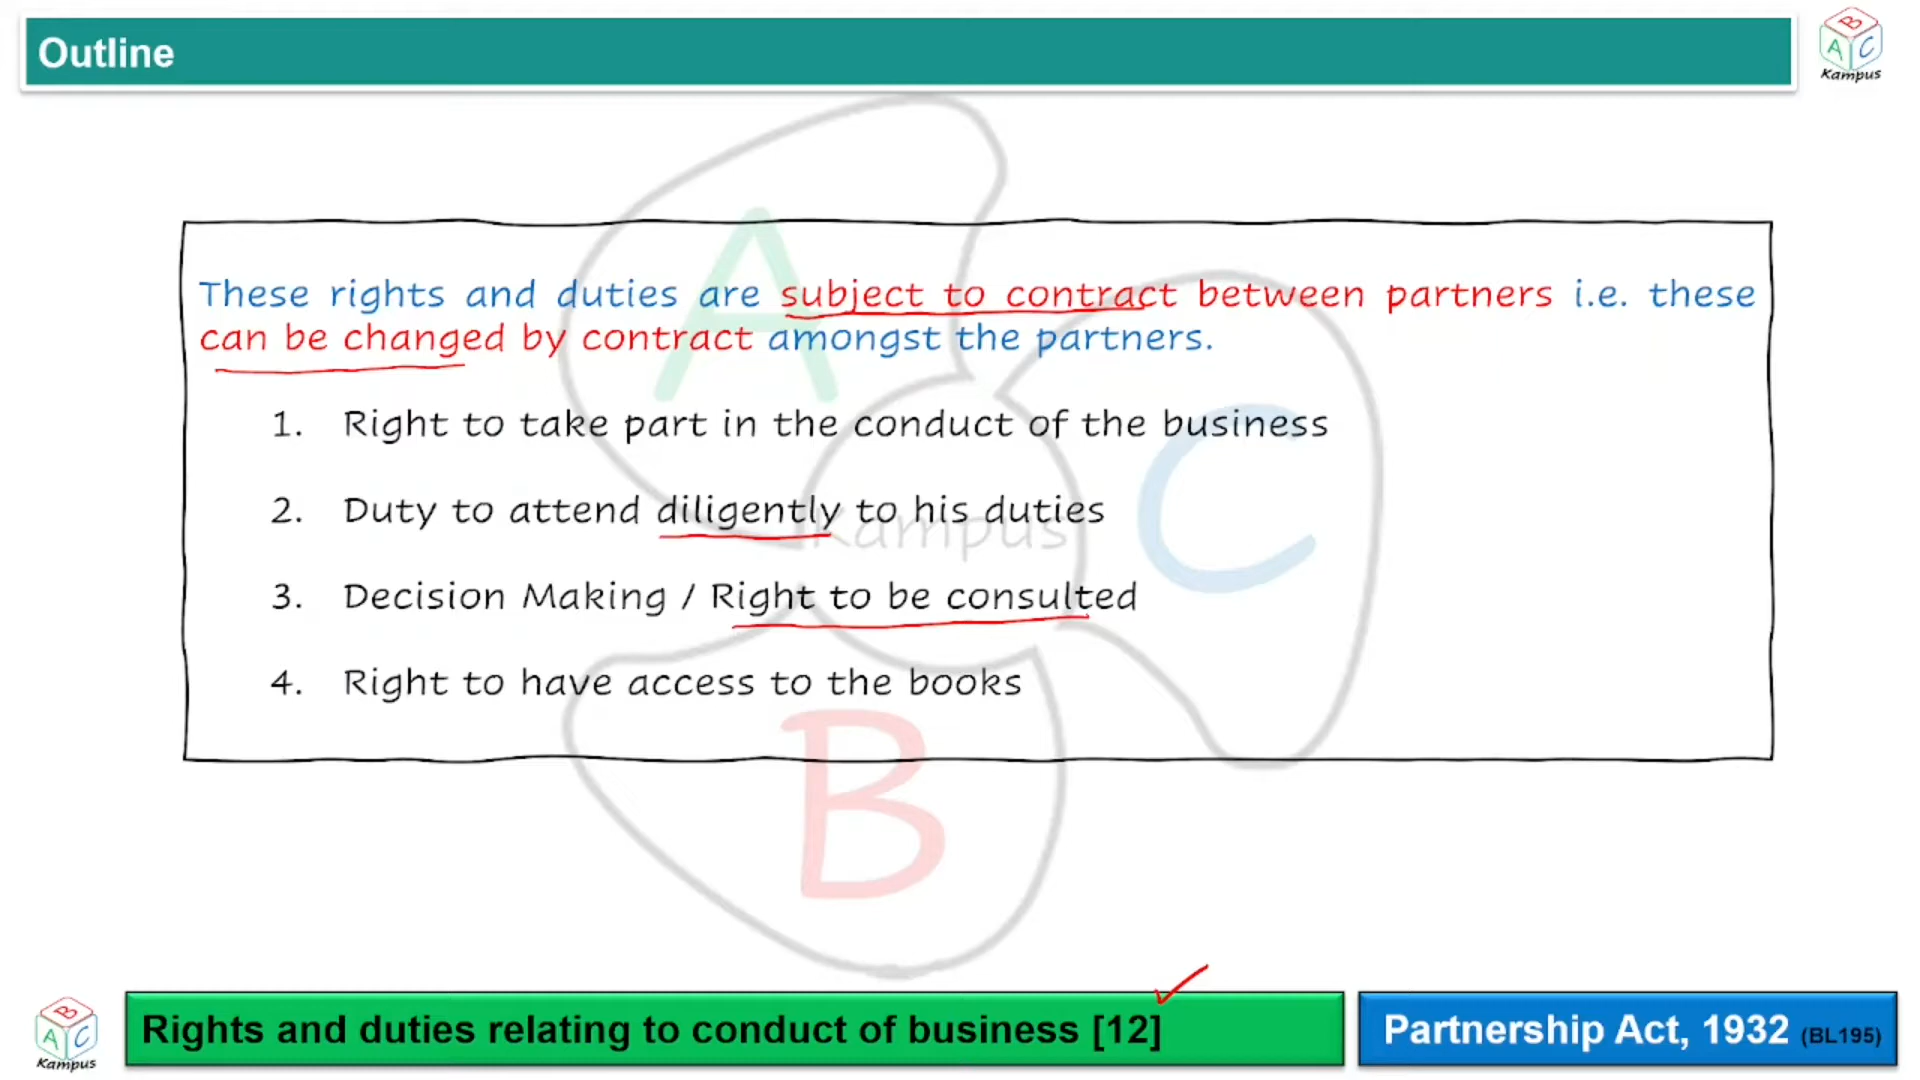 Outline
B
A C
Kampus
These rights and duties are subject to contract between partners i.e. these
can be changed by contract amongst the partners.
1. Right to take part in the conduct of the business
2. Duty to attend diligently to his duties
3. Decision Making / Right to be consulted
4. Right to have access to the books
A
C
Kampus
B
B
A C
Kampus
Rights and duties relating to conduct of business [12]
Partnership Act, 1932 (BL195)